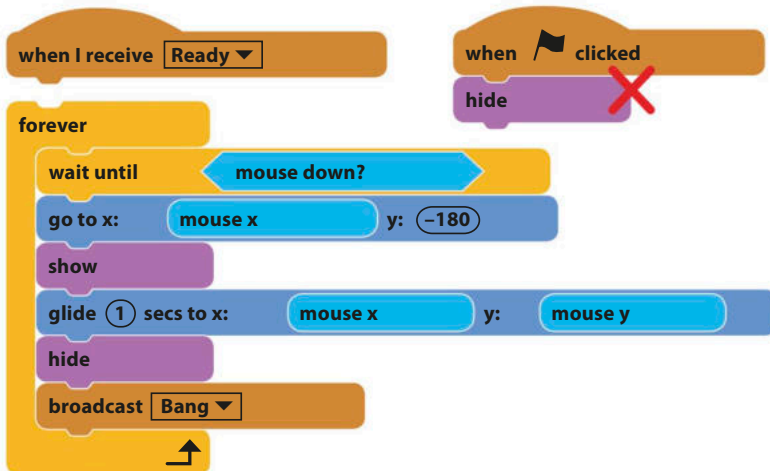 when I receive Ready
when clicked
hide
forever
wait until mouse down?
go to x: mouse x y: –180
show
glide 1 secs to x: mouse x y: mouse y
hide
broadcast Bang